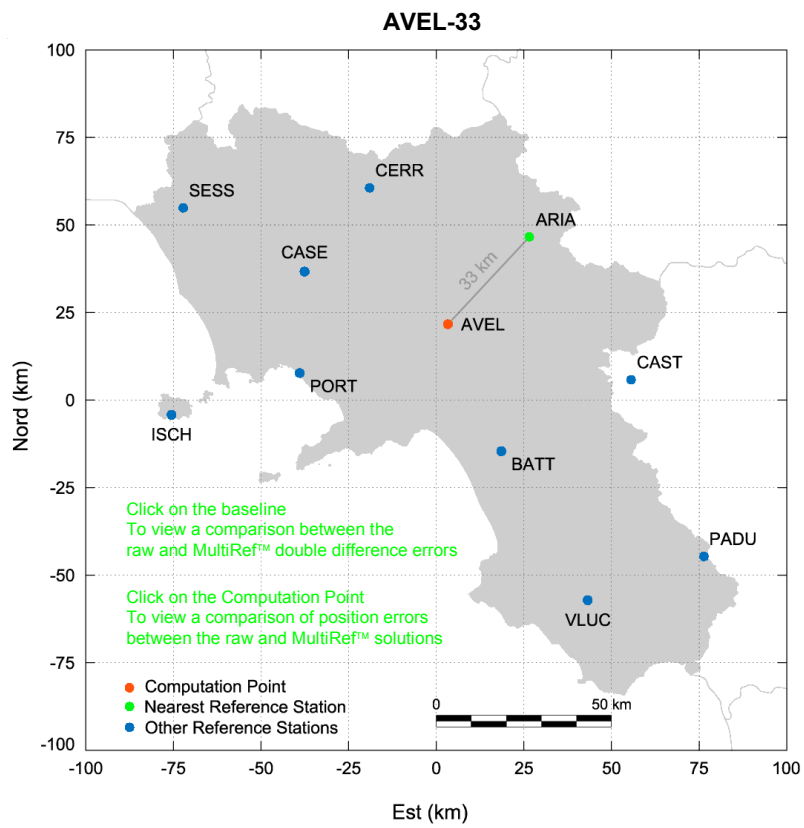 AVEL-33
100
75
50
25
0
-25
-50
-75
-100
Nord (km)
SESS
CERR
ARIA
CASE
33 km
AVEL
CAST
PORT
ISCH
BATT
PADU
VLUC
Click on the baseline
To view a comparison between the
raw and MultiRef™ double difference errors
Click on the Computation Point
To view a comparison of position errors
between the raw and MultiRef™ solutions
Computation Point
Nearest Reference Station
Other Reference Stations
0 50 km
-100 -75 -50 -25 0 25 50 75 100
Est (km)